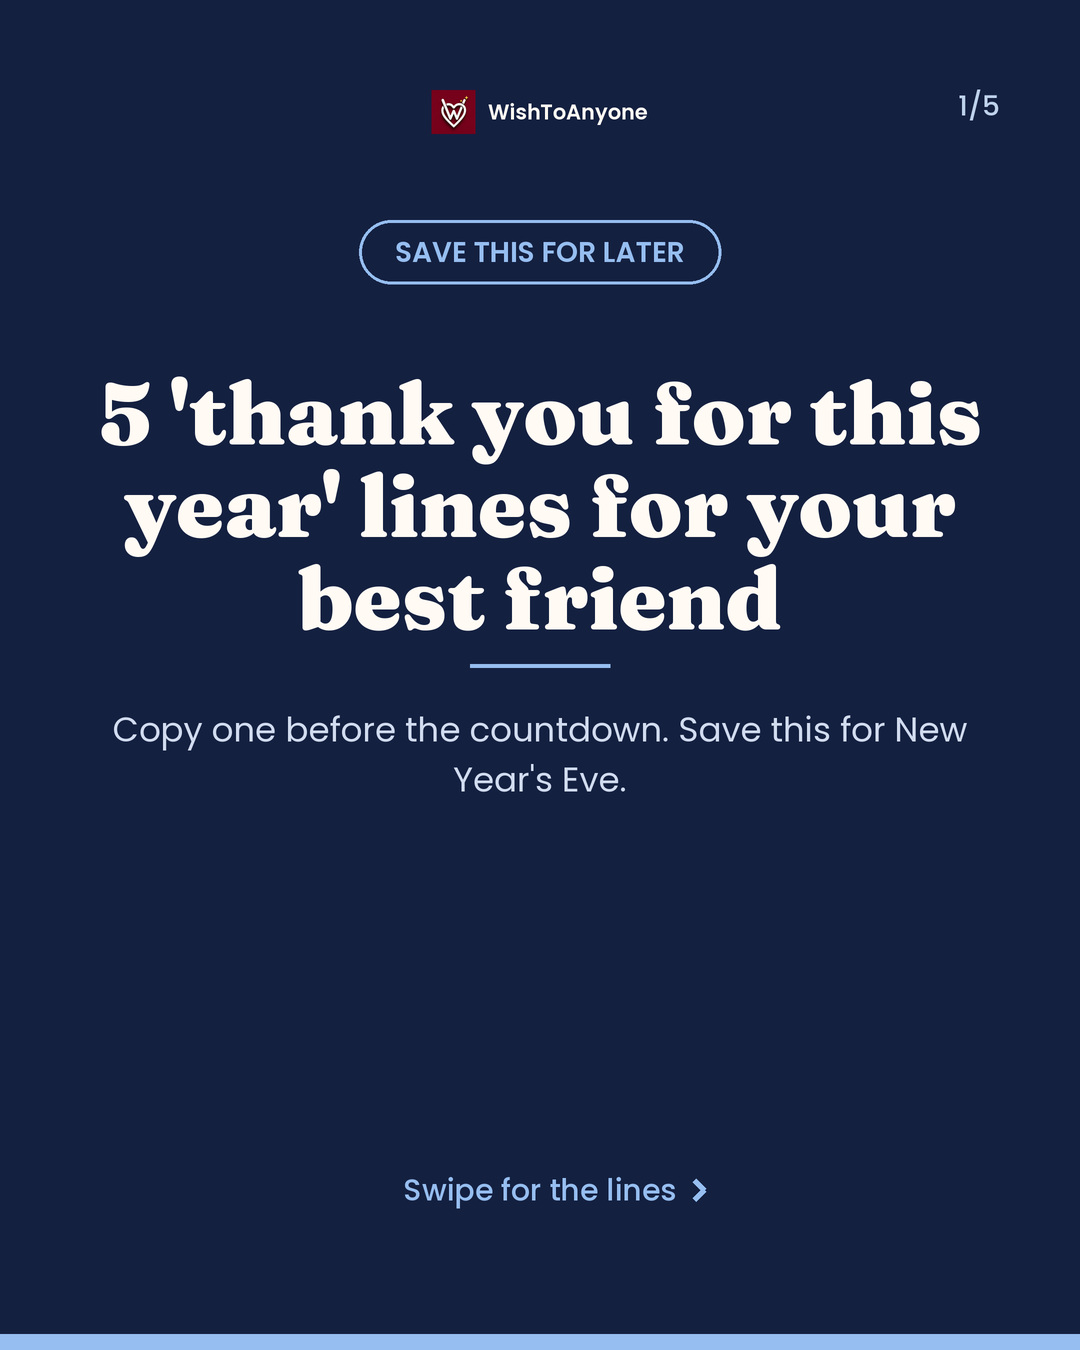 WishToAnyone
1/5
SAVE THIS FOR LATER
5 'thank you for this
year' lines for your
best friend
Copy one before the countdown. Save this for New
Year's Eve.
Swipe for the lines